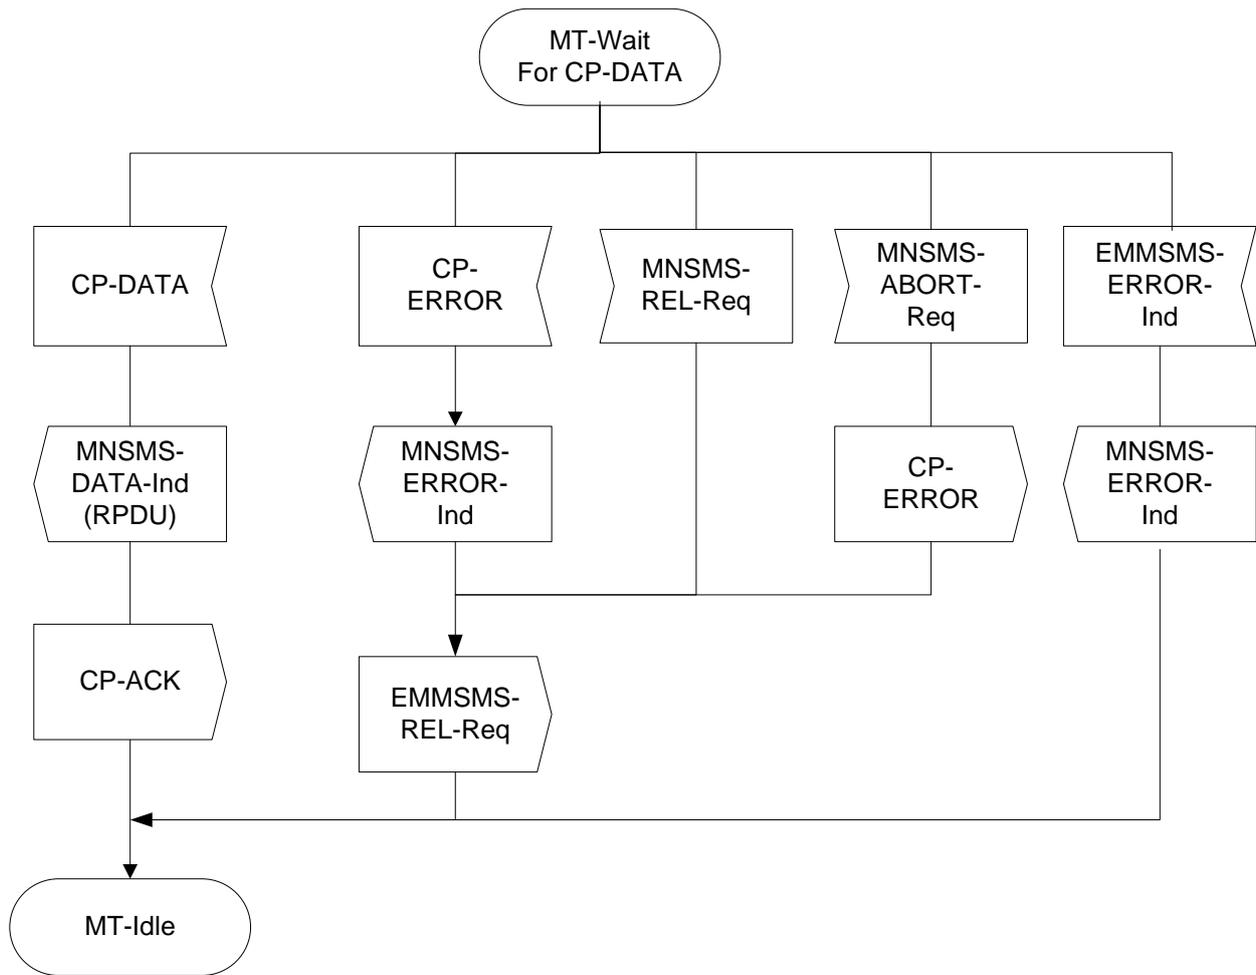 MT-Wait
For CP-DATA
CP-DATA
CP-
ERROR
MNSMS-
REL-Req
MNSMS-
ABORT-
Req
EMMSMS-
ERROR-
Ind
MNSMS-
DATA-Ind
(RPDU)
MNSMS-
ERROR-
Ind
CP-
ERROR
MNSMS-
ERROR-
Ind
CP-ACK
EMMSMS-
REL-Req
MT-Idle